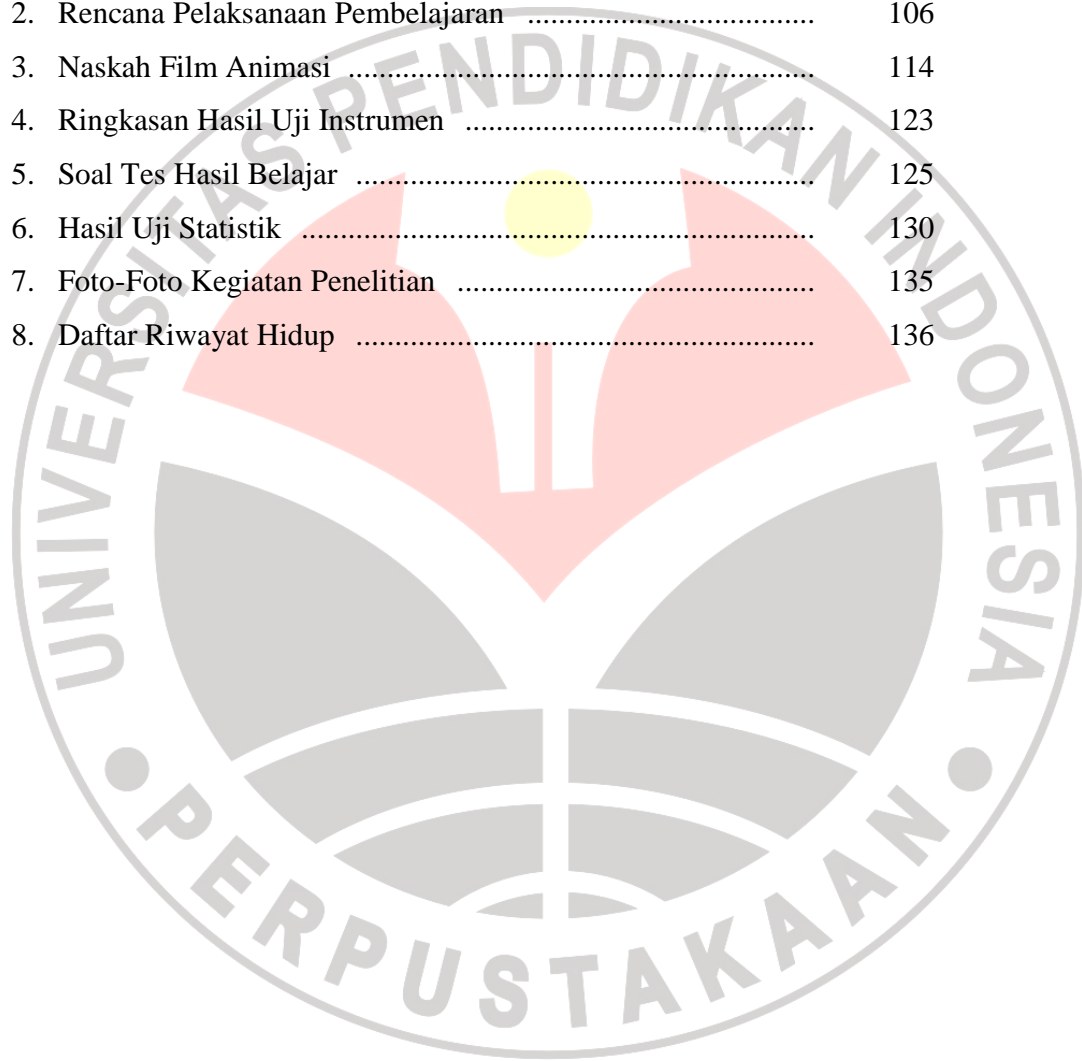 2. Rencana Pelaksanaan Pembelajaran ..................................... 106
3. Naskah Film Animasi ............................................................ 114
4. Ringkasan Hasil Uji Instrumen ............................................. 123
5. Soal Tes Hasil Belajar ........................................................... 125
6. Hasil Uji Statistik .................................................................. 130
7. Foto-Foto Kegiatan Penelitian .............................................. 135
8. Daftar Riwayat Hidup ........................................................... 136
UNIVERSITAS PENDIDIKAN INDONESIA
PERPUSTAKAAN